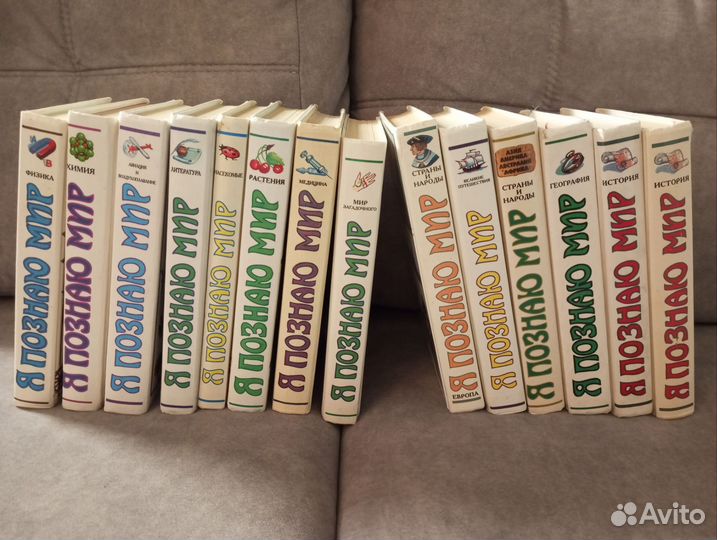 ФИЗИКА
Я ПОЗНАЮ МИР
ХИМИЯ
Я ПОЗНАЮ МИР
АВИАЦИЯ
И
ВОЗДУХОПЛАВАНИЕ
Я ПОЗНАЮ МИР
ЛИТЕРАТУРА
Я ПОЗНАЮ МИР
НАСЕКОМЫЕ
Я ПОЗНАЮ МИР
РАСТЕНИЯ
Я ПОЗНАЮ МИР
МЕДИЦИНА
Я ПОЗНАЮ МИР
МИР
ЗАГАДОЧНОГО
Я ПОЗНАЮ МИР
СТРАНЫ
И
НАРОДЫ
Я ПОЗНАЮ МИР
ЕВРОПА
ВЕЛИКИЕ
ПУТЕШЕСТВИЯ
Я ПОЗНАЮ МИР
АЗИЯ
АМЕРИКА
АВСТРАЛИЯ
АФРИКА
СТРАНЫ
И
НАРОДЫ
Я ПОЗНАЮ МИР
ГЕОГРАФИЯ
Я ПОЗНАЮ МИР
ИСТОРИЯ
Я ПОЗНАЮ МИР
ИСТОРИЯ
Я ПОЗНАЮ МИР
Avito